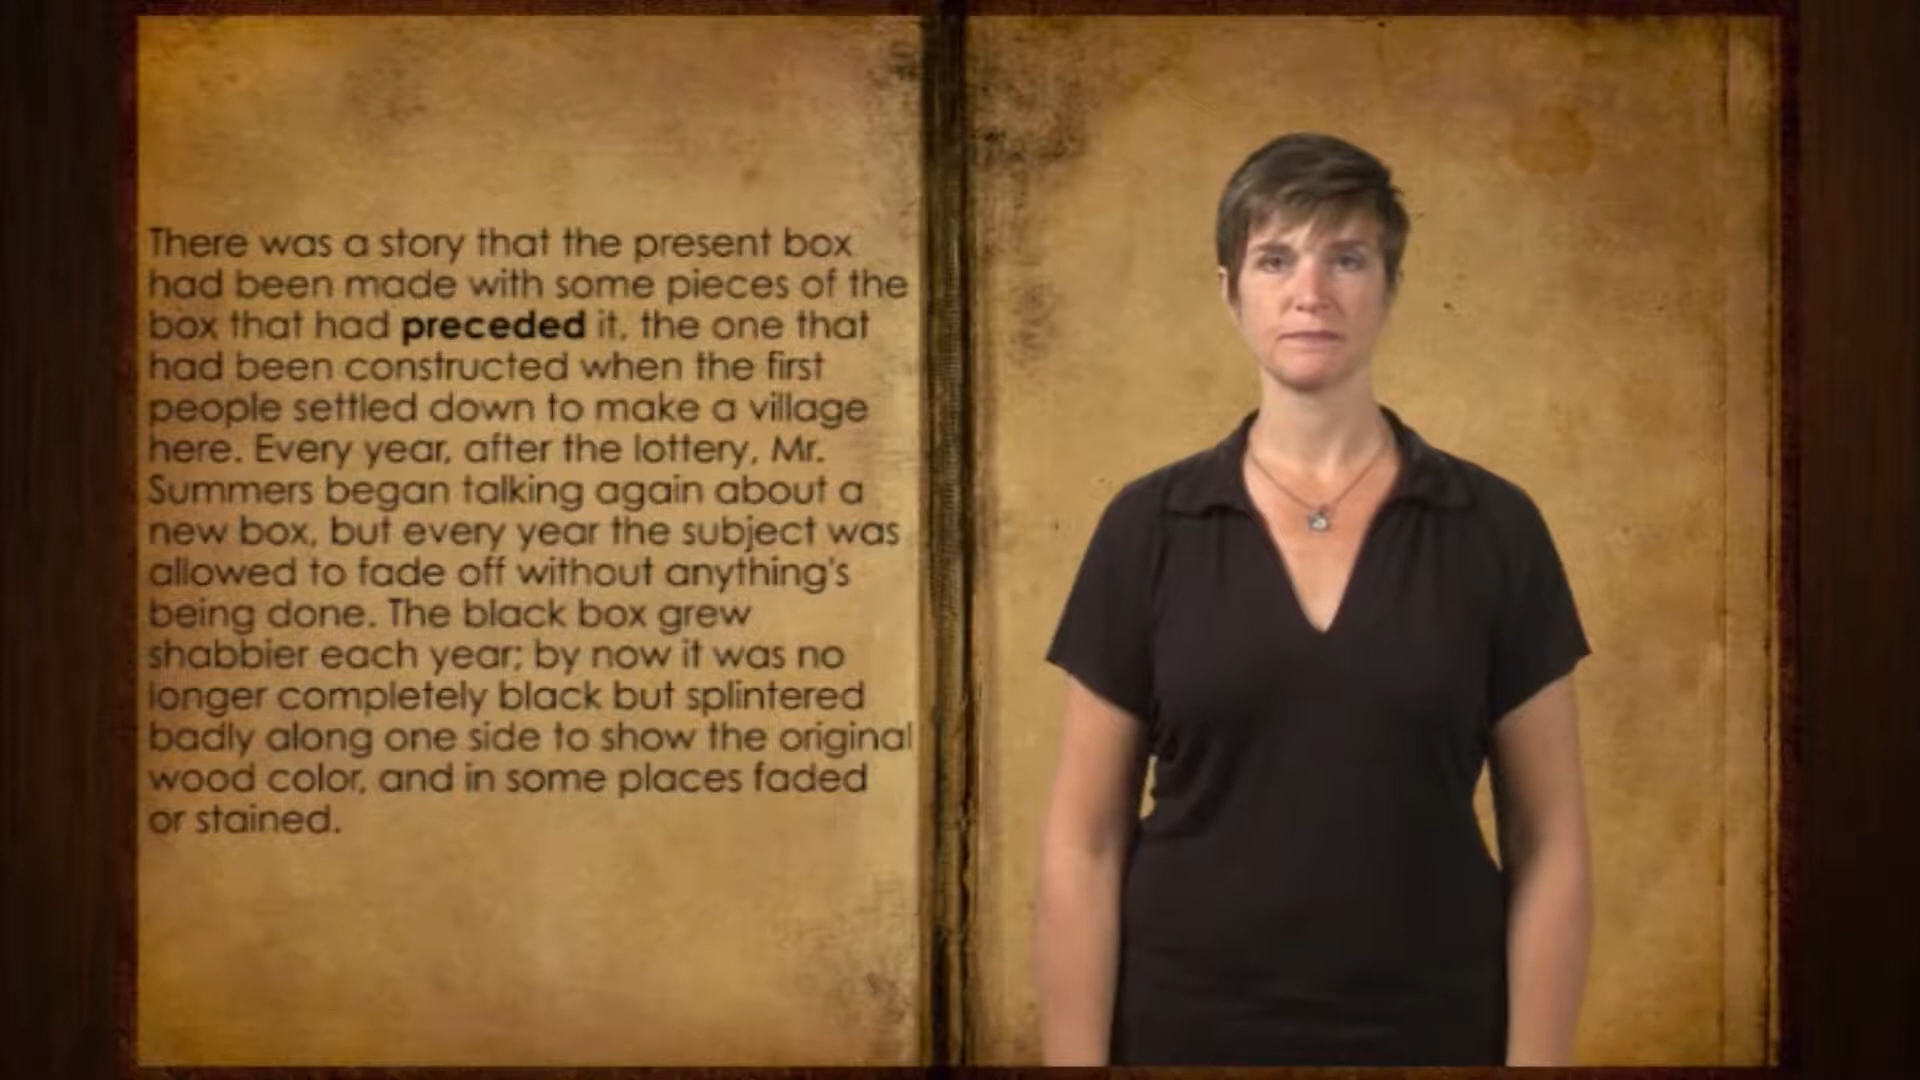 There was a story that the present box
had been made with some pieces of the
box that had preceded it, the one that
had been constructed when the first
people settled down to make a village
here. Every year, after the lottery, Mr.
Summers began talking again about a
new box, but every year the subject was
allowed to fade off without anything's
being done. The black box grew
shabbier each year; by now it was no
longer completely black but splintered
badly along one side to show the original
wood color, and in some places faded
or stained.